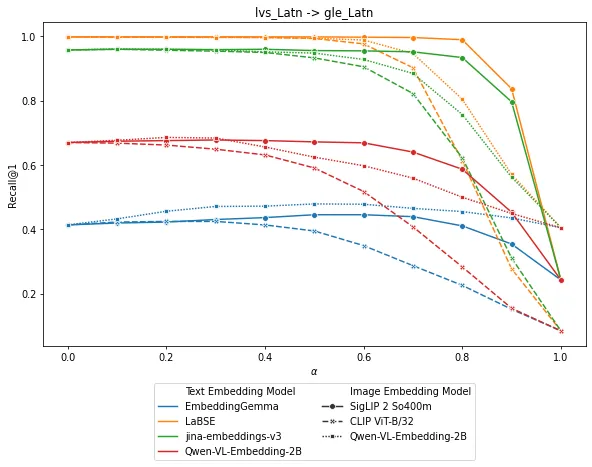 lvs_Latn -> gle_Latn
Recall@1
1.0
0.8
0.6
0.4
0.2
0.0 0.2 0.4 0.6 0.8 1.0
α
Text Embedding Model
EmbeddingGemma
LaBSE
jina-embeddings-v3
Qwen-VL-Embedding-2B
Image Embedding Model
SigLIP 2 So400m
CLIP ViT-B/32
Qwen-VL-Embedding-2B